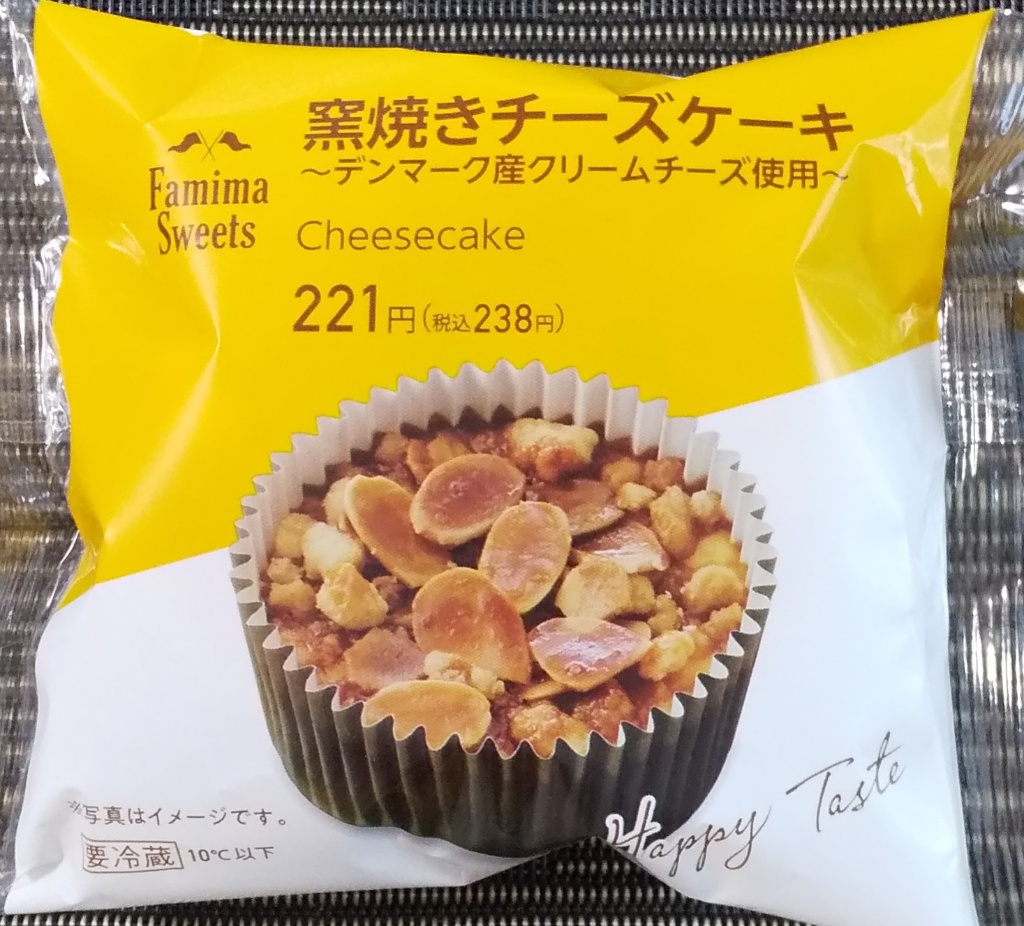 窯焼きチーズケーキ
～デンマーク産クリームチーズ使用～
Famima
Sweets
Cheesecake
221円(税込238円)
Happy Taste
※写真はイメージです。
要冷蔵 10℃以下